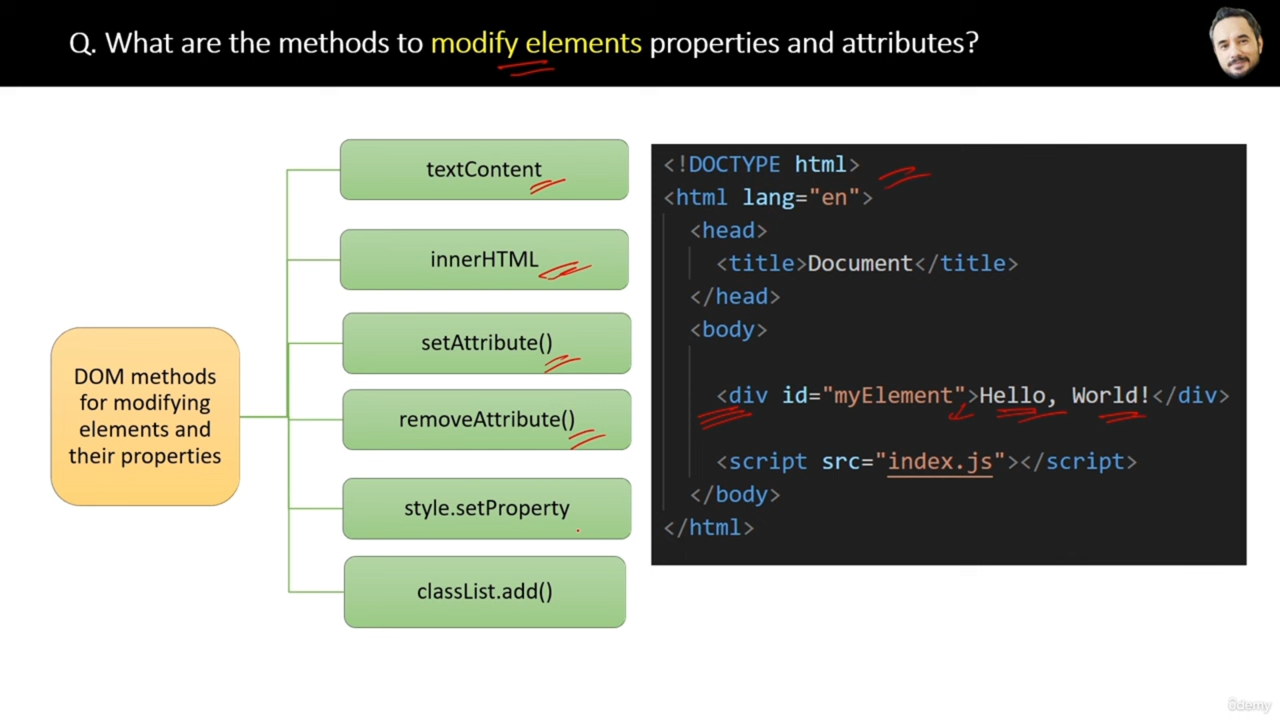 Q. What are the methods to modify elements properties and attributes?
DOM methods
for modifying
elements and
their properties
textContent
innerHTML
setAttribute()
removeAttribute()
style.setProperty
classList.add()
<!DOCTYPE html>
<html lang="en">
<head>
<title>Document</title>
</head>
<body>
<div id="myElement">Hello, World!</div>
<script src="index.js"></script>
</body>
</html>
ûdemy